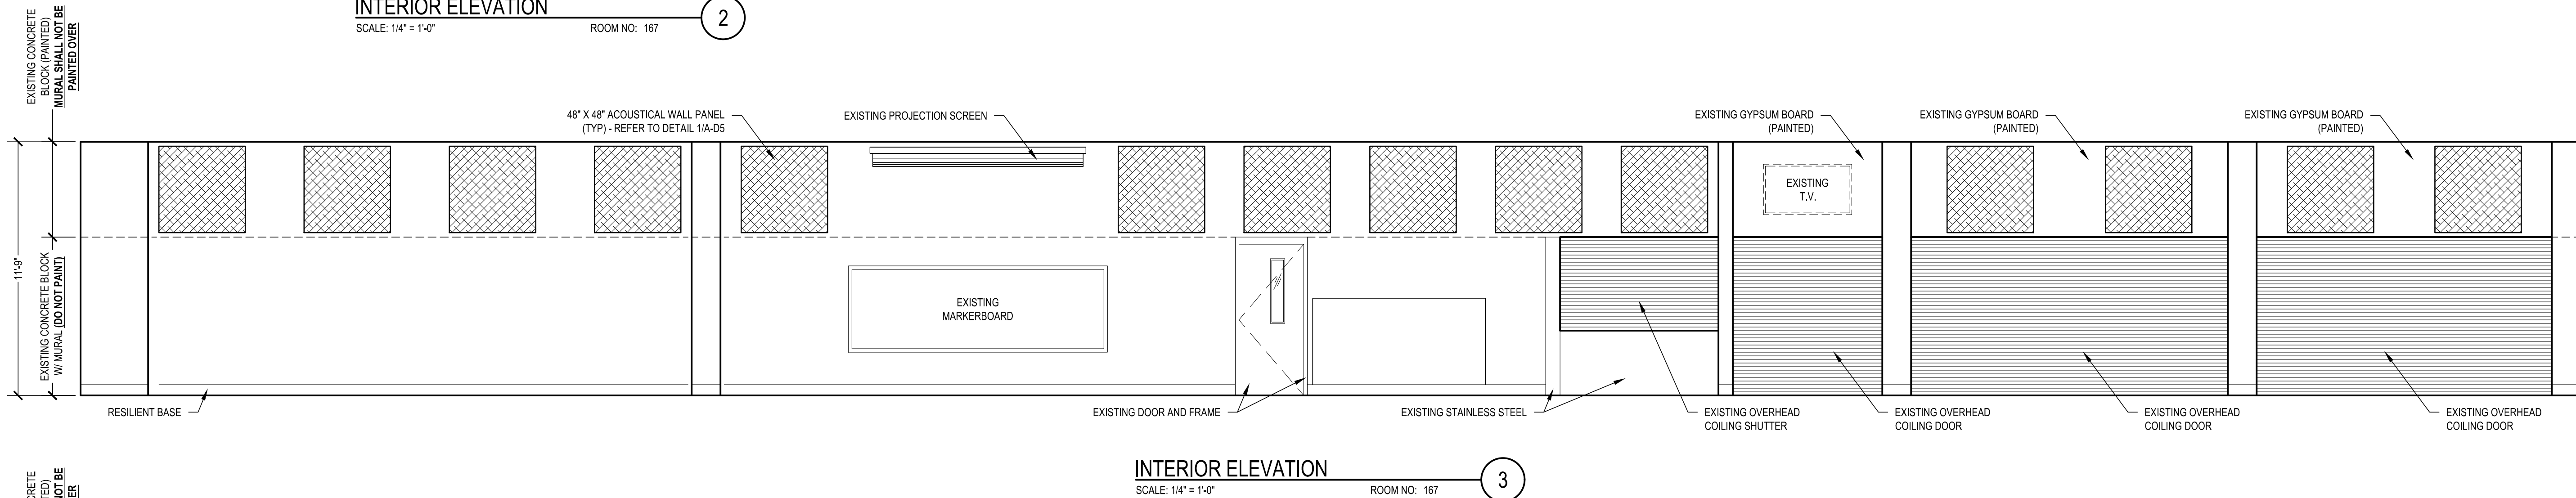 INTERIOR ELEVATION
2
SCALE: 1/4" = 1'-0"
ROOM NO: 167
EXISTING CONCRETE
BLOCK (PAINTED)
MURAL SHALL NOT BE
PAINTED OVER
48" X 48" ACOUSTICAL WALL PANEL
(TYP) - REFER TO DETAIL 1/A-D5
EXISTING PROJECTION SCREEN
EXISTING GYPSUM BOARD
(PAINTED)
EXISTING GYPSUM BOARD
(PAINTED)
EXISTING GYPSUM BOARD
(PAINTED)
EXISTING
T.V.
11'-9"
EXISTING CONCRETE BLOCK
W/ MURAL (DO NOT PAINT)
EXISTING
MARKERBOARD
RESILIENT BASE
EXISTING DOOR AND FRAME
EXISTING STAINLESS STEEL
EXISTING OVERHEAD
COILING SHUTTER
EXISTING OVERHEAD
COILING DOOR
EXISTING OVERHEAD
COILING DOOR
EXISTING OVERHEAD
COILING DOOR
INTERIOR ELEVATION
3
SCALE: 1/4" = 1'-0"
ROOM NO: 167